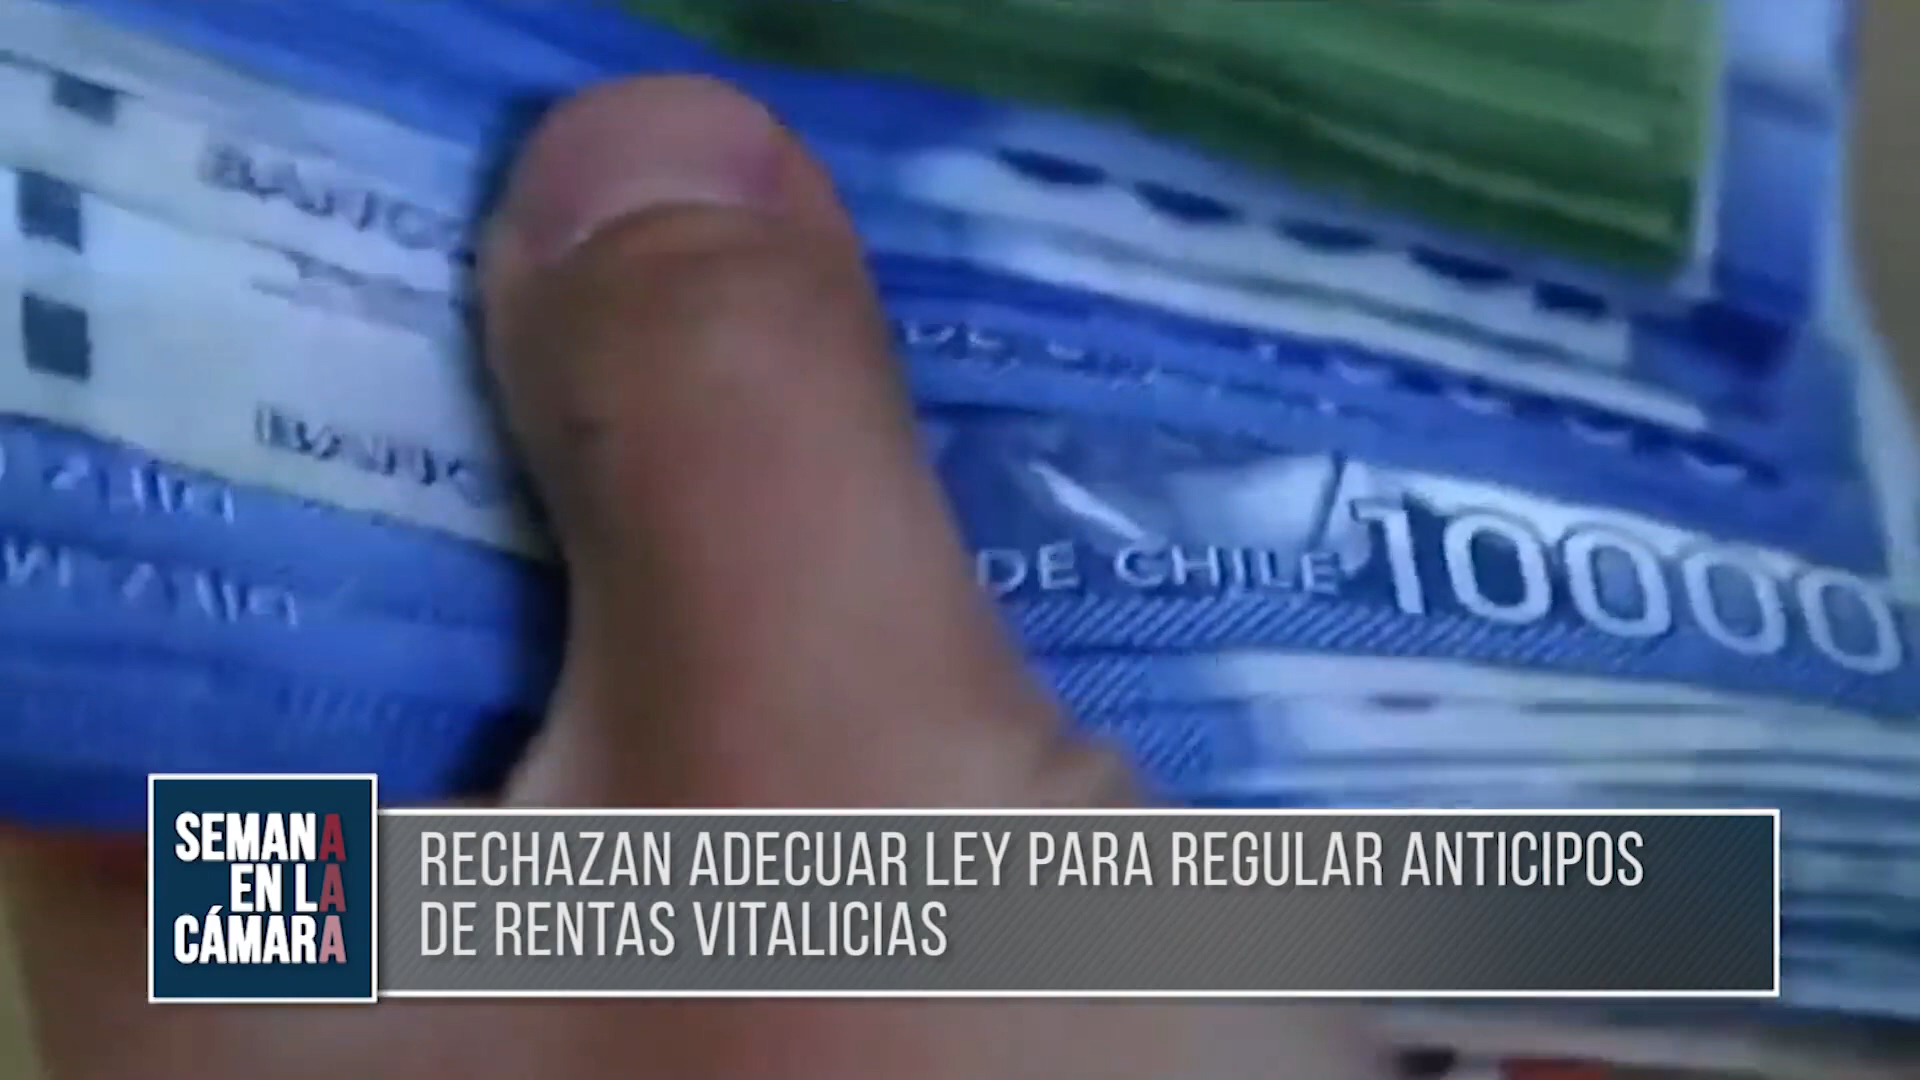 DE CHILE 10000
SEMANA
EN LA
CÁMARA
RECHAZAN ADECUAR LEY PARA REGULAR ANTICIPOS
DE RENTAS VITALICIAS